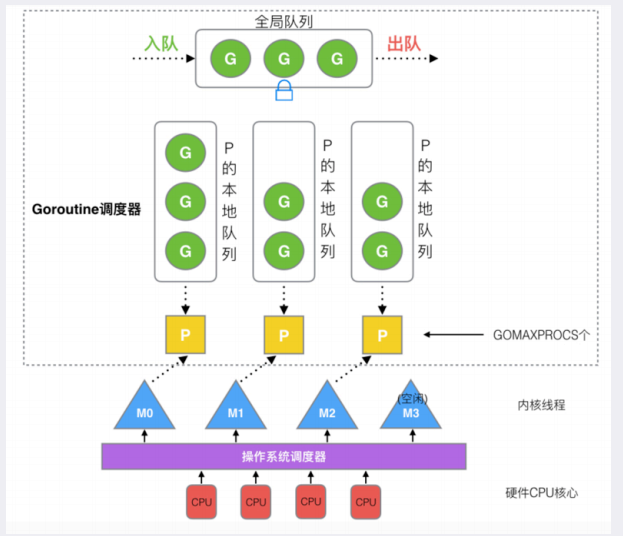 全局队列
入队
G G G
出队
G
G
G
P的本地队列
G
G
P的本地队列
G
G
P的本地队列
Goroutine调度器
P P P
GOMAXPROCS个
M0 M1 M2 (空闲) M3
内核线程
操作系统调度器
CPU CPU CPU CPU
硬件CPU核心